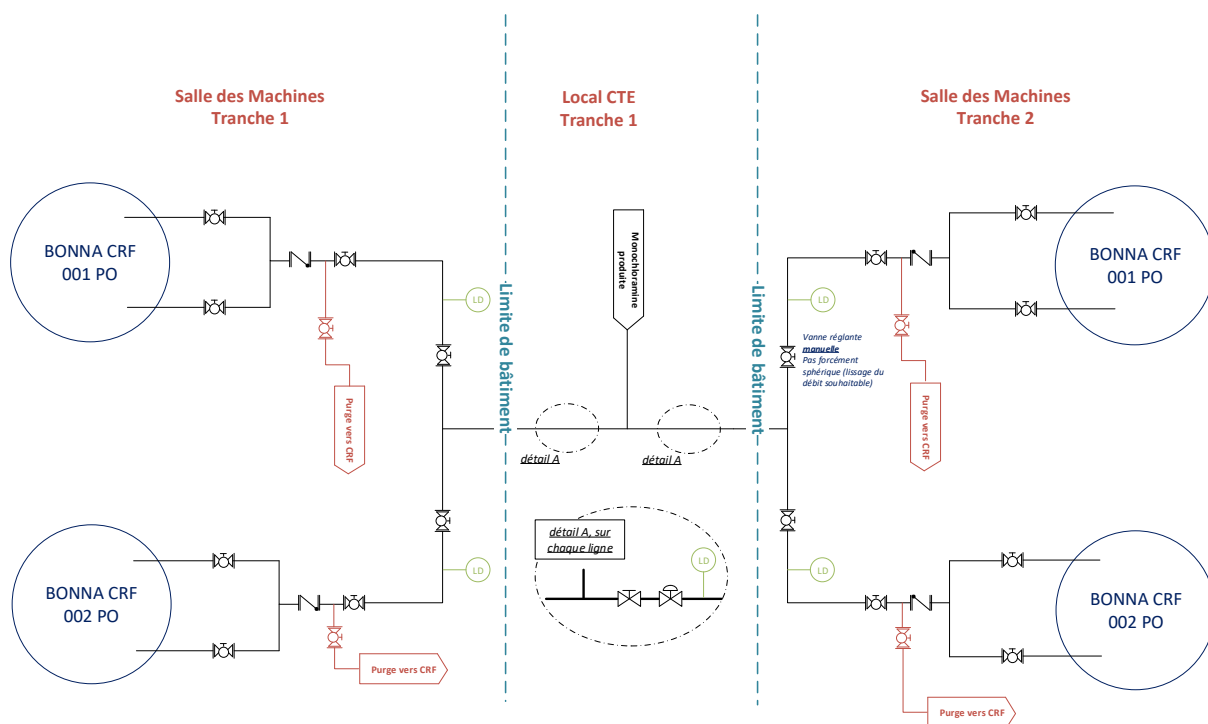 Salle des Machines
Tranche 1
Local CTE
Tranche 1
Salle des Machines
Tranche 2
BONNA CRF
001 PO
LD
Purge vers CRF
Limite de bâtiment
Monochloramine
produite
Limite de bâtiment
LD
Vanne réglante
manuelle
Pas forcément
sphérique (lissage du
débit souhaitable)
Purge vers CRF
BONNA CRF
001 PO
détail A
détail A
détail A, sur
chaque ligne
LD
BONNA CRF
002 PO
LD
Purge vers CRF
LD
BONNA CRF
002 PO
Purge vers CRF